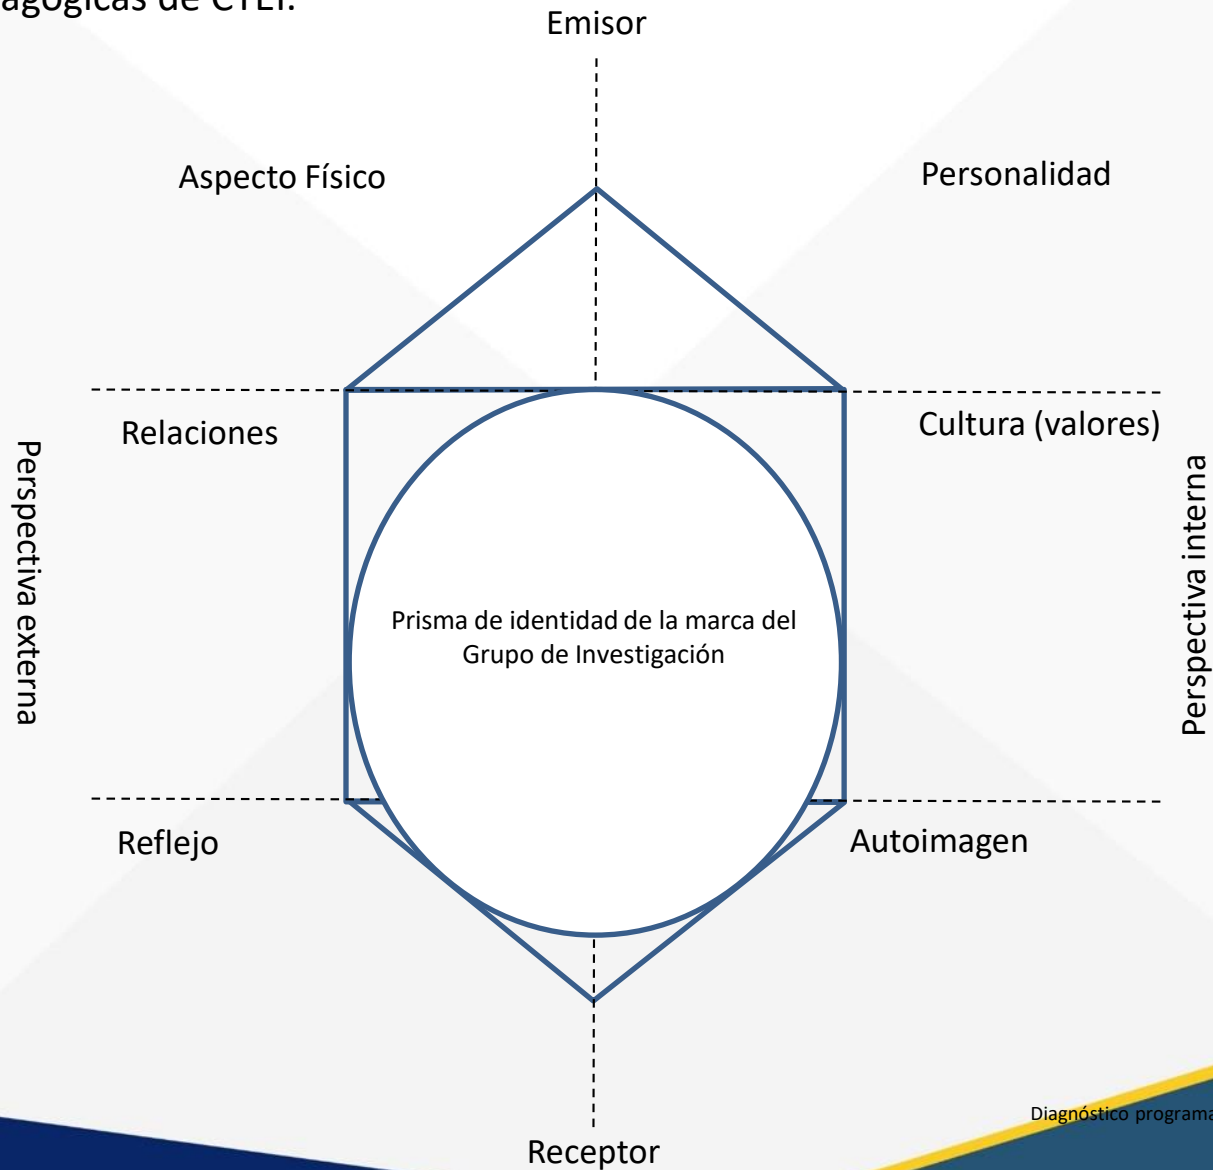 agógicas de CTEI.
Emisor
Aspecto Físico
Personalidad
Relaciones
Cultura (valores)
Perspectiva externa
Perspectiva interna
Prisma de identidad de la marca del
Grupo de Investigación
Reflejo
Autoimagen
Diagnóstico programa
Receptor